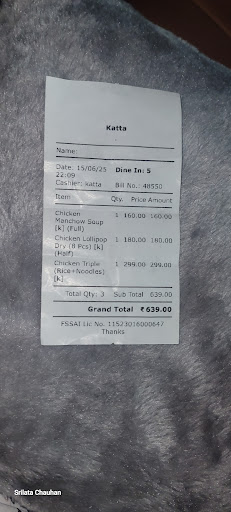 Katta
Name:
Date: 15/06/25 Dine In: 5
22:09
Cashier: katta Bill No.: 48550
Item Qty. Price Amount
Chicken 1 160.00 160.00
Manchow Soup
[k] (Full)
Chicken Lollipop 1 180.00 180.00
Dry (8 Pcs) [k]
(Half)
Chicken Triple 1 299.00 299.00
(Rice+Noodles)
[k]
Total Qty: 3 Sub Total 639.00
Grand Total ₹639.00
FSSAI Lic No. 11523016000647
Thanks
Srilata Chauhan